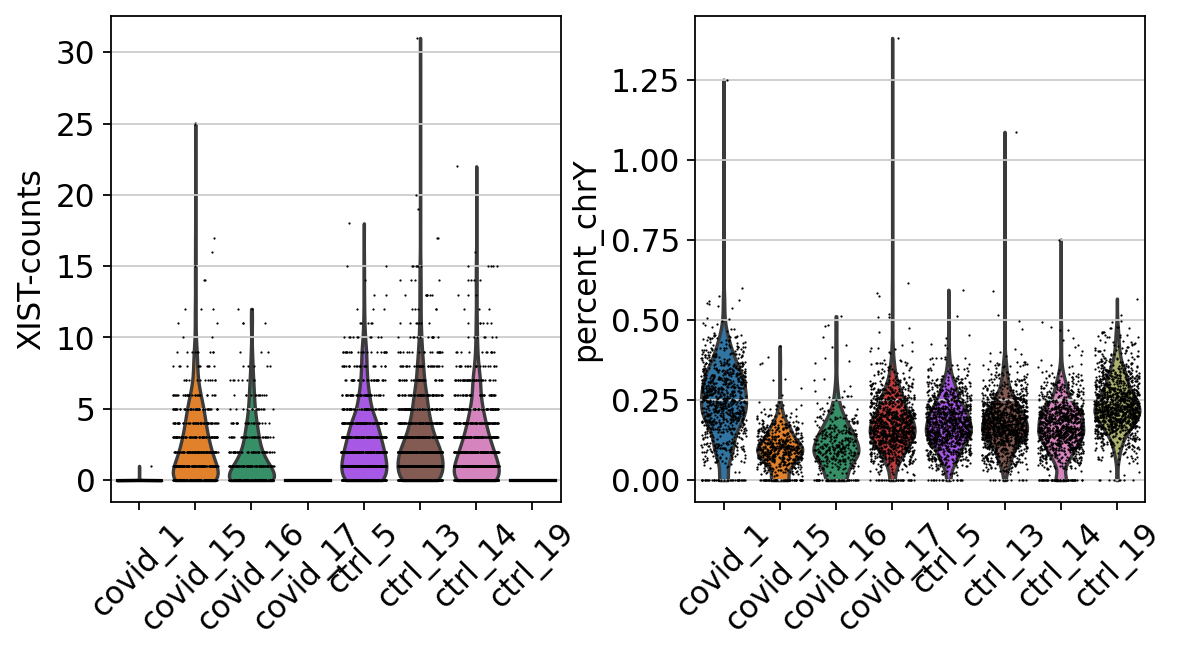 XIST-counts
30
25
20
15
10
5
0
covid_1
covid_15
covid_16
covid_17
ctrl_5
ctrl_13
ctrl_14
ctrl_19
percent_chrY
1.25
1.00
0.75
0.50
0.25
0.00
covid_1
covid_15
covid_16
covid_17
ctrl_5
ctrl_13
ctrl_14
ctrl_19